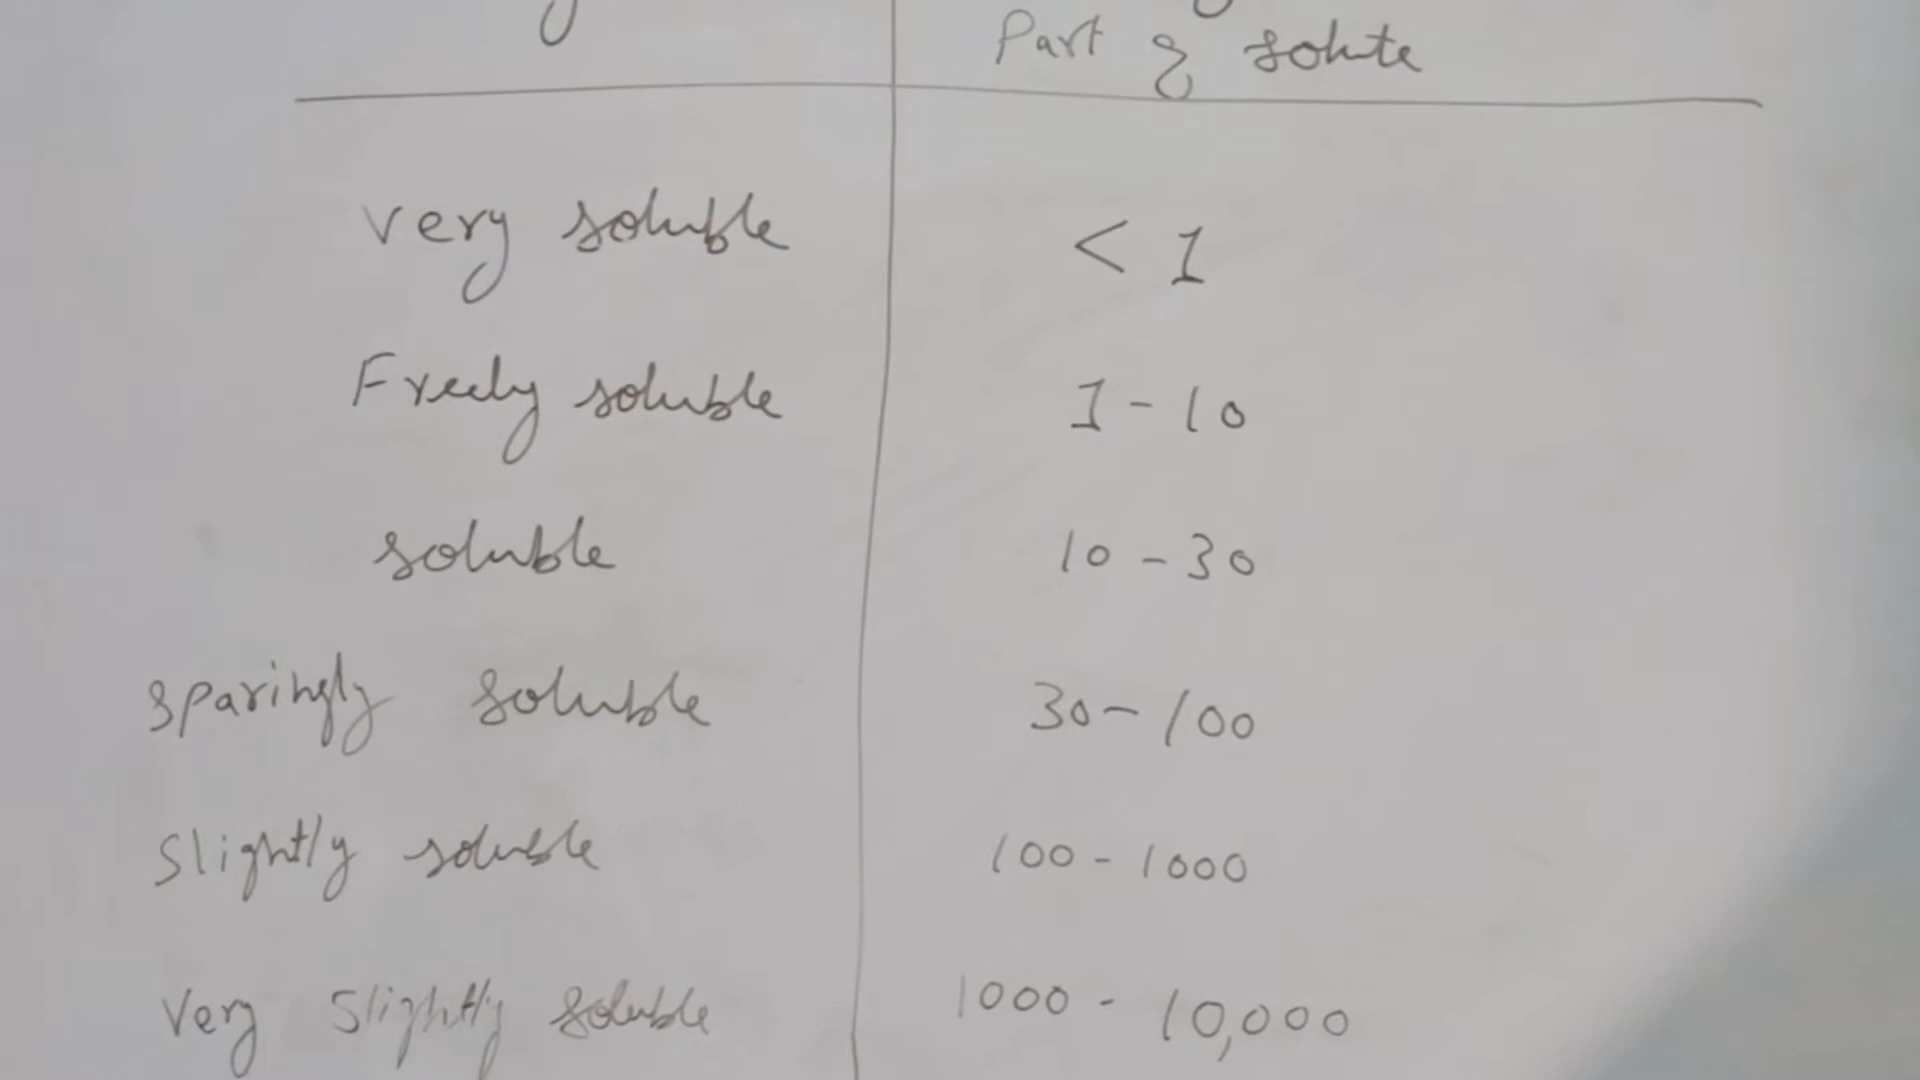 Part of solute
very soluble < 1
Freely soluble 1-10
soluble 10-30
sparingly soluble 30-100
Slightly soluble 100-1000
Very Slightly soluble 1000-10,000